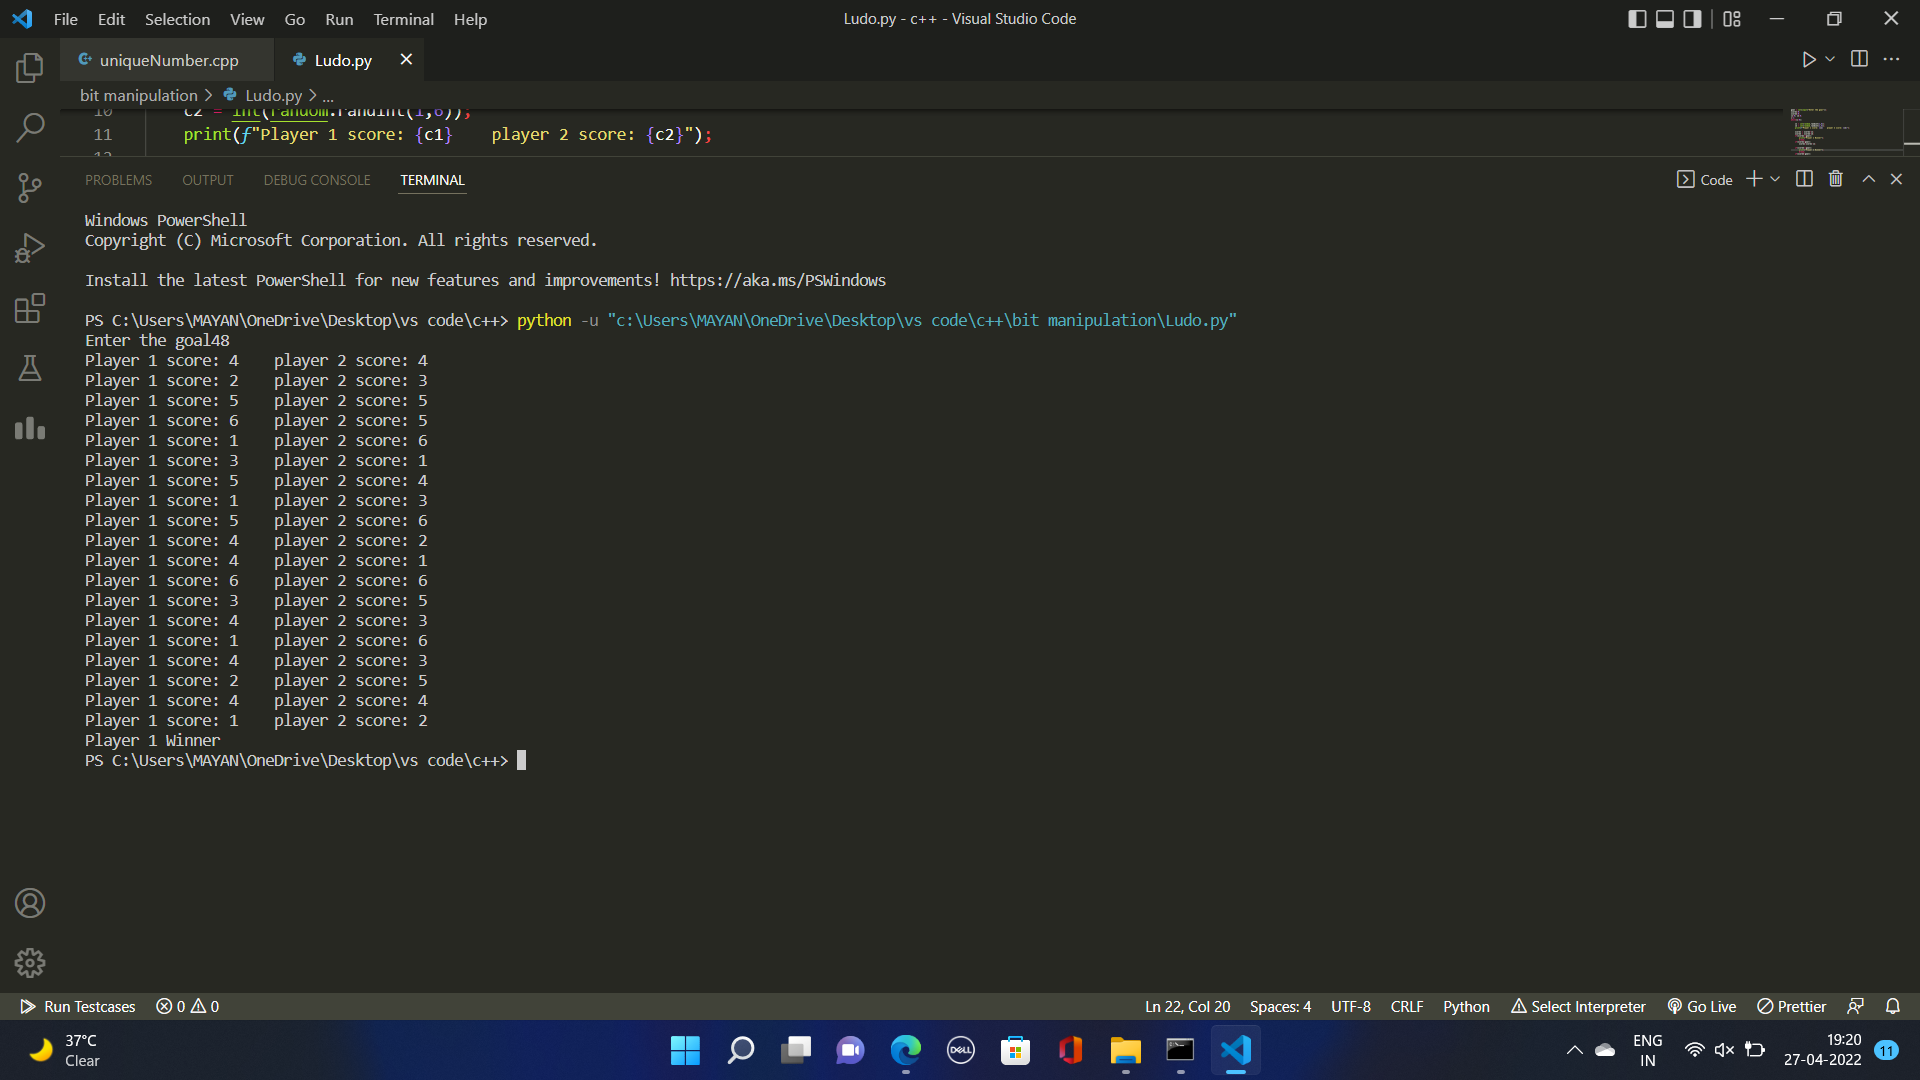 File Edit Selection View Go Run Terminal Help
Ludo.py - c++ - Visual Studio Code
uniqueNumber.cpp
Ludo.py
bit manipulation > Ludo.py > ...
10 c2 = int(random.randint(1,6));
11 print(f"Player 1 score: {c1}    player 2 score: {c2}");
12
PROBLEMS OUTPUT DEBUG CONSOLE TERMINAL
Code
Windows PowerShell
Copyright (C) Microsoft Corporation. All rights reserved.
Install the latest PowerShell for new features and improvements! https://aka.ms/PSWindows
PS C:\Users\MAYAN\OneDrive\Desktop\vs code\c++> python -u "c:\Users\MAYAN\OneDrive\Desktop\vs code\c++\bit manipulation\Ludo.py"
Enter the goal48
Player 1 score: 4    player 2 score: 4
Player 1 score: 2    player 2 score: 3
Player 1 score: 5    player 2 score: 5
Player 1 score: 6    player 2 score: 5
Player 1 score: 1    player 2 score: 6
Player 1 score: 3    player 2 score: 1
Player 1 score: 5    player 2 score: 4
Player 1 score: 1    player 2 score: 3
Player 1 score: 5    player 2 score: 6
Player 1 score: 4    player 2 score: 2
Player 1 score: 4    player 2 score: 1
Player 1 score: 6    player 2 score: 6
Player 1 score: 3    player 2 score: 5
Player 1 score: 4    player 2 score: 3
Player 1 score: 1    player 2 score: 6
Player 1 score: 4    player 2 score: 3
Player 1 score: 2    player 2 score: 5
Player 1 score: 4    player 2 score: 4
Player 1 score: 1    player 2 score: 2
Player 1 Winner
PS C:\Users\MAYAN\OneDrive\Desktop\vs code\c++>
Run Testcases 0 0 Ln 22, Col 20 Spaces: 4 UTF-8 CRLF Python Select Interpreter Go Live Prettier
37°C
Clear
DELL
ENG
IN
19:20
27-04-2022
11